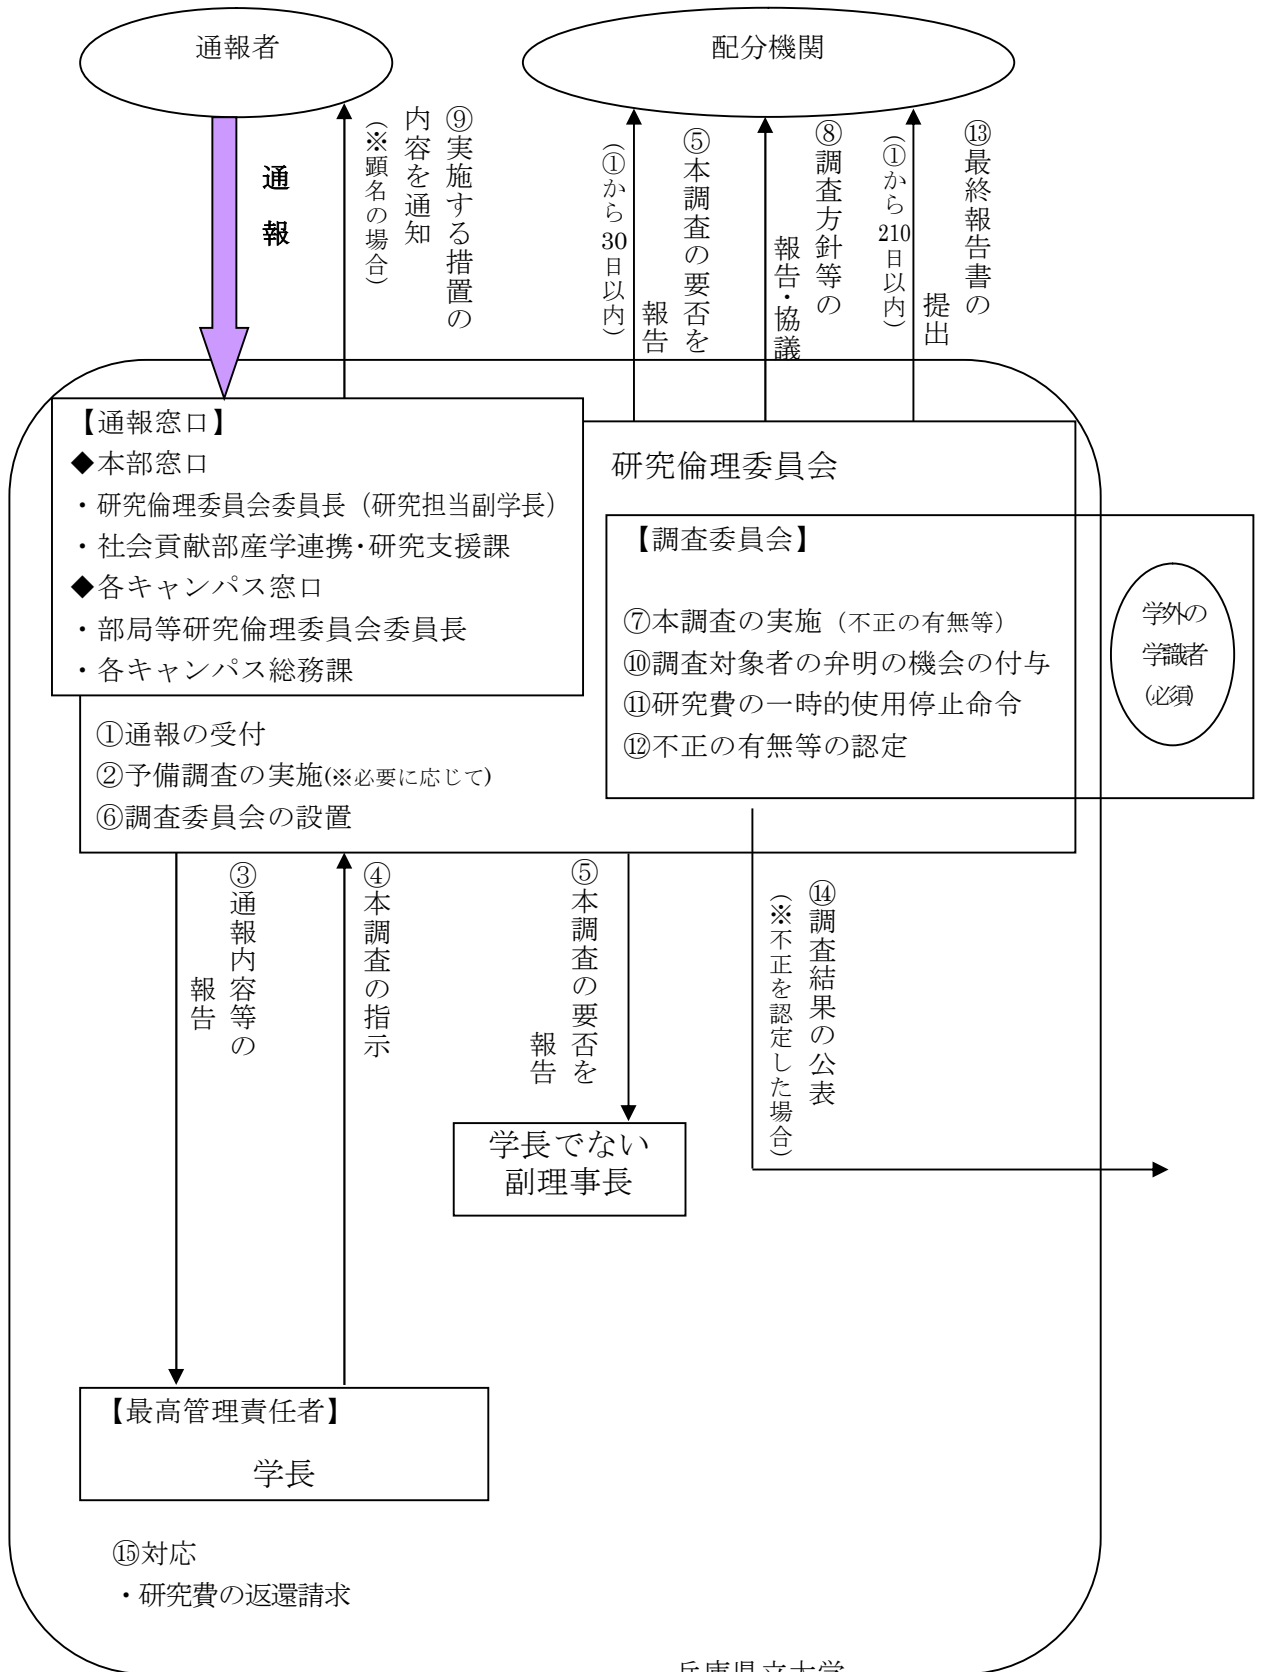 通報者
配分機関
通
報
⑨実施する措置の
内容を通知
(※顕名の場合)
⑤本調査の要否を
報告
(①から30日以内)
⑧調査方針等の
報告・協議
⑬最終報告書の
提出
(①から210日以内)
【通報窓口】
◆本部窓口
・研究倫理委員会委員長（研究担当副学長）
・社会貢献部産学連携・研究支援課
◆各キャンパス窓口
・部局等研究倫理委員会委員長
・各キャンパス総務課
研究倫理委員会
【調査委員会】
⑦本調査の実施（不正の有無等）
⑩調査対象者の弁明の機会の付与
⑪研究費の一時的使用停止命令
⑫不正の有無等の認定
学外の
学識者
(必須)
①通報の受付
②予備調査の実施(※必要に応じて)
⑥調査委員会の設置
③通報内容等の
報告
④本調査の指示
⑤本調査の要否を
報告
⑭調査結果の公表
(※不正を認定した場合)
学長でない
副理事長
【最高管理責任者】
学長
⑮対応
・研究費の返還請求
兵庫県立大学